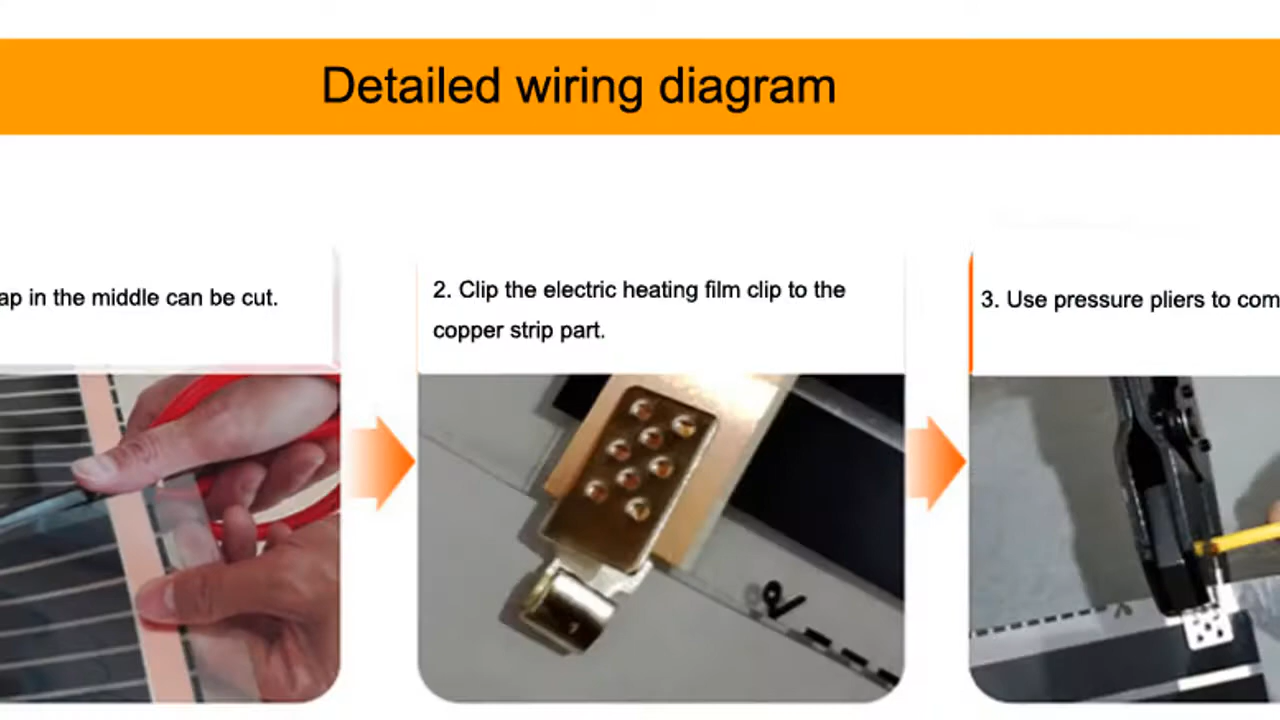 Detailed wiring diagram
ap in the middle can be cut.
2. Clip the electric heating film clip to the
copper strip part.
3. Use pressure pliers to com